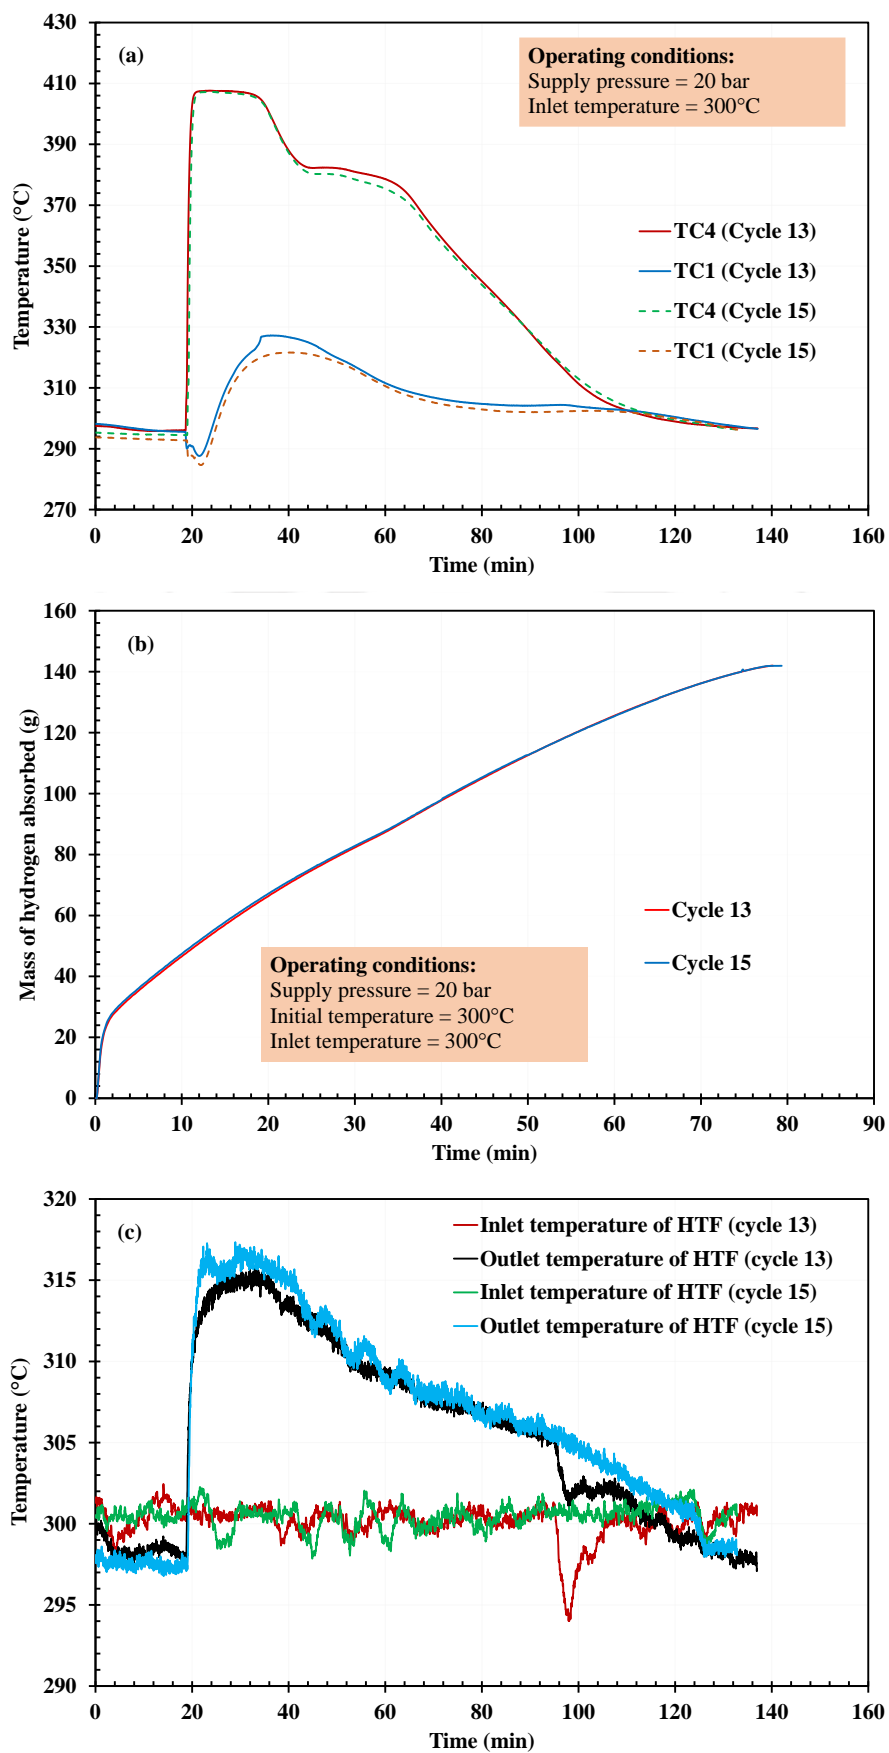 430
(a)
Operating conditions:
Supply pressure = 20 bar
Inlet temperature = 300°C
410
390
370
350
330
310
290
270
Temperature (°C)
TC4 (Cycle 13)
TC1 (Cycle 13)
TC4 (Cycle 15)
TC1 (Cycle 15)
0 20 40 60 80 100 120 140 160
Time (min)
160
(b)
140
120
100
80
60
40
20
0
Mass of hydrogen absorbed (g)
Cycle 13
Cycle 15
Operating conditions:
Supply pressure = 20 bar
Initial temperature = 300°C
Inlet temperature = 300°C
0 10 20 30 40 50 60 70 80 90
Time (min)
320
(c)
Inlet temperature of HTF (cycle 13)
Outlet temperature of HTF (cycle 13)
Inlet temperature of HTF (cycle 15)
Outlet temperature of HTF (cycle 15)
315
310
305
300
295
290
Temperature (°C)
0 20 40 60 80 100 120 140 160
Time (min)